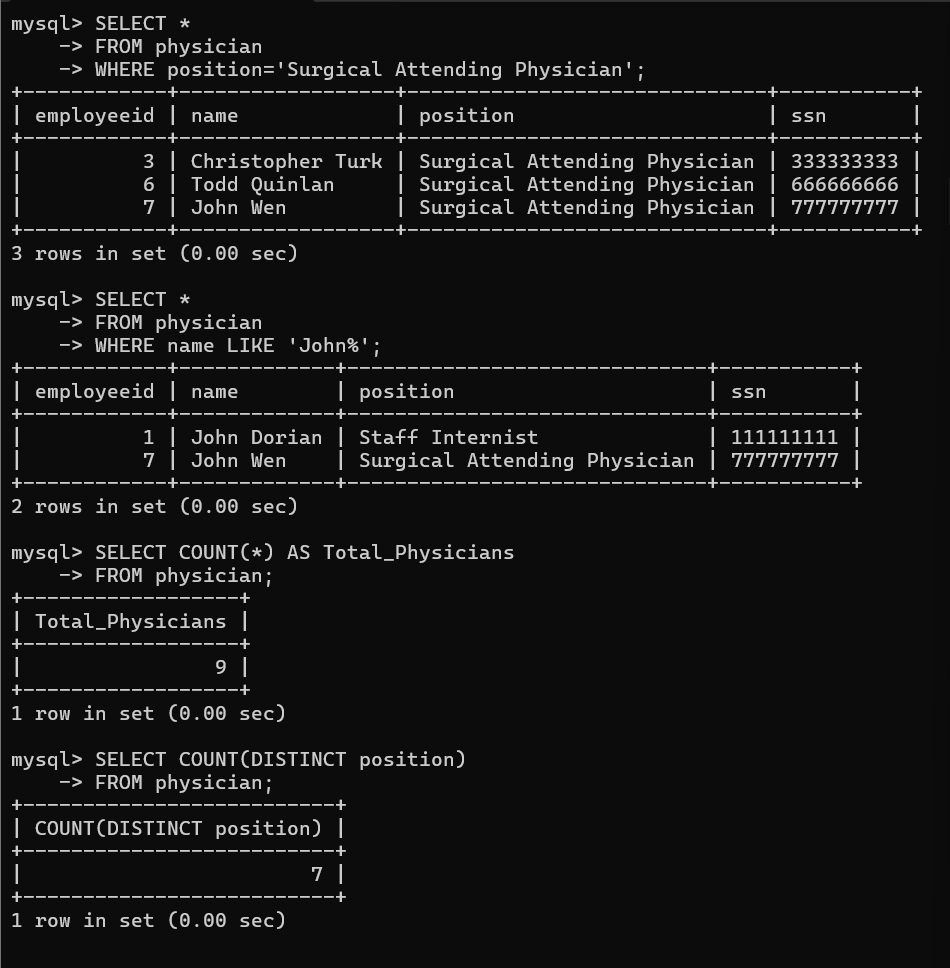 mysql> SELECT *
    -> FROM physician
    -> WHERE position='Surgical Attending Physician';
+------------+------------------+------------------------------+-----------+
| employeeid | name             | position                     | ssn       |
+------------+------------------+------------------------------+-----------+
|          3 | Christopher Turk | Surgical Attending Physician | 333333333 |
|          6 | Todd Quinlan     | Surgical Attending Physician | 666666666 |
|          7 | John Wen         | Surgical Attending Physician | 777777777 |
+------------+------------------+------------------------------+-----------+
3 rows in set (0.00 sec)

mysql> SELECT *
    -> FROM physician
    -> WHERE name LIKE 'John%';
+------------+-------------+------------------------------+-----------+
| employeeid | name        | position                     | ssn       |
+------------+-------------+------------------------------+-----------+
|          1 | John Dorian | Staff Internist              | 111111111 |
|          7 | John Wen    | Surgical Attending Physician | 777777777 |
+------------+-------------+------------------------------+-----------+
2 rows in set (0.00 sec)

mysql> SELECT COUNT(*) AS Total_Physicians
    -> FROM physician;
+------------------+
| Total_Physicians |
+------------------+
|                9 |
+------------------+
1 row in set (0.00 sec)

mysql> SELECT COUNT(DISTINCT position)
    -> FROM physician;
+--------------------------+
| COUNT(DISTINCT position) |
+--------------------------+
|                        7 |
+--------------------------+
1 row in set (0.00 sec)